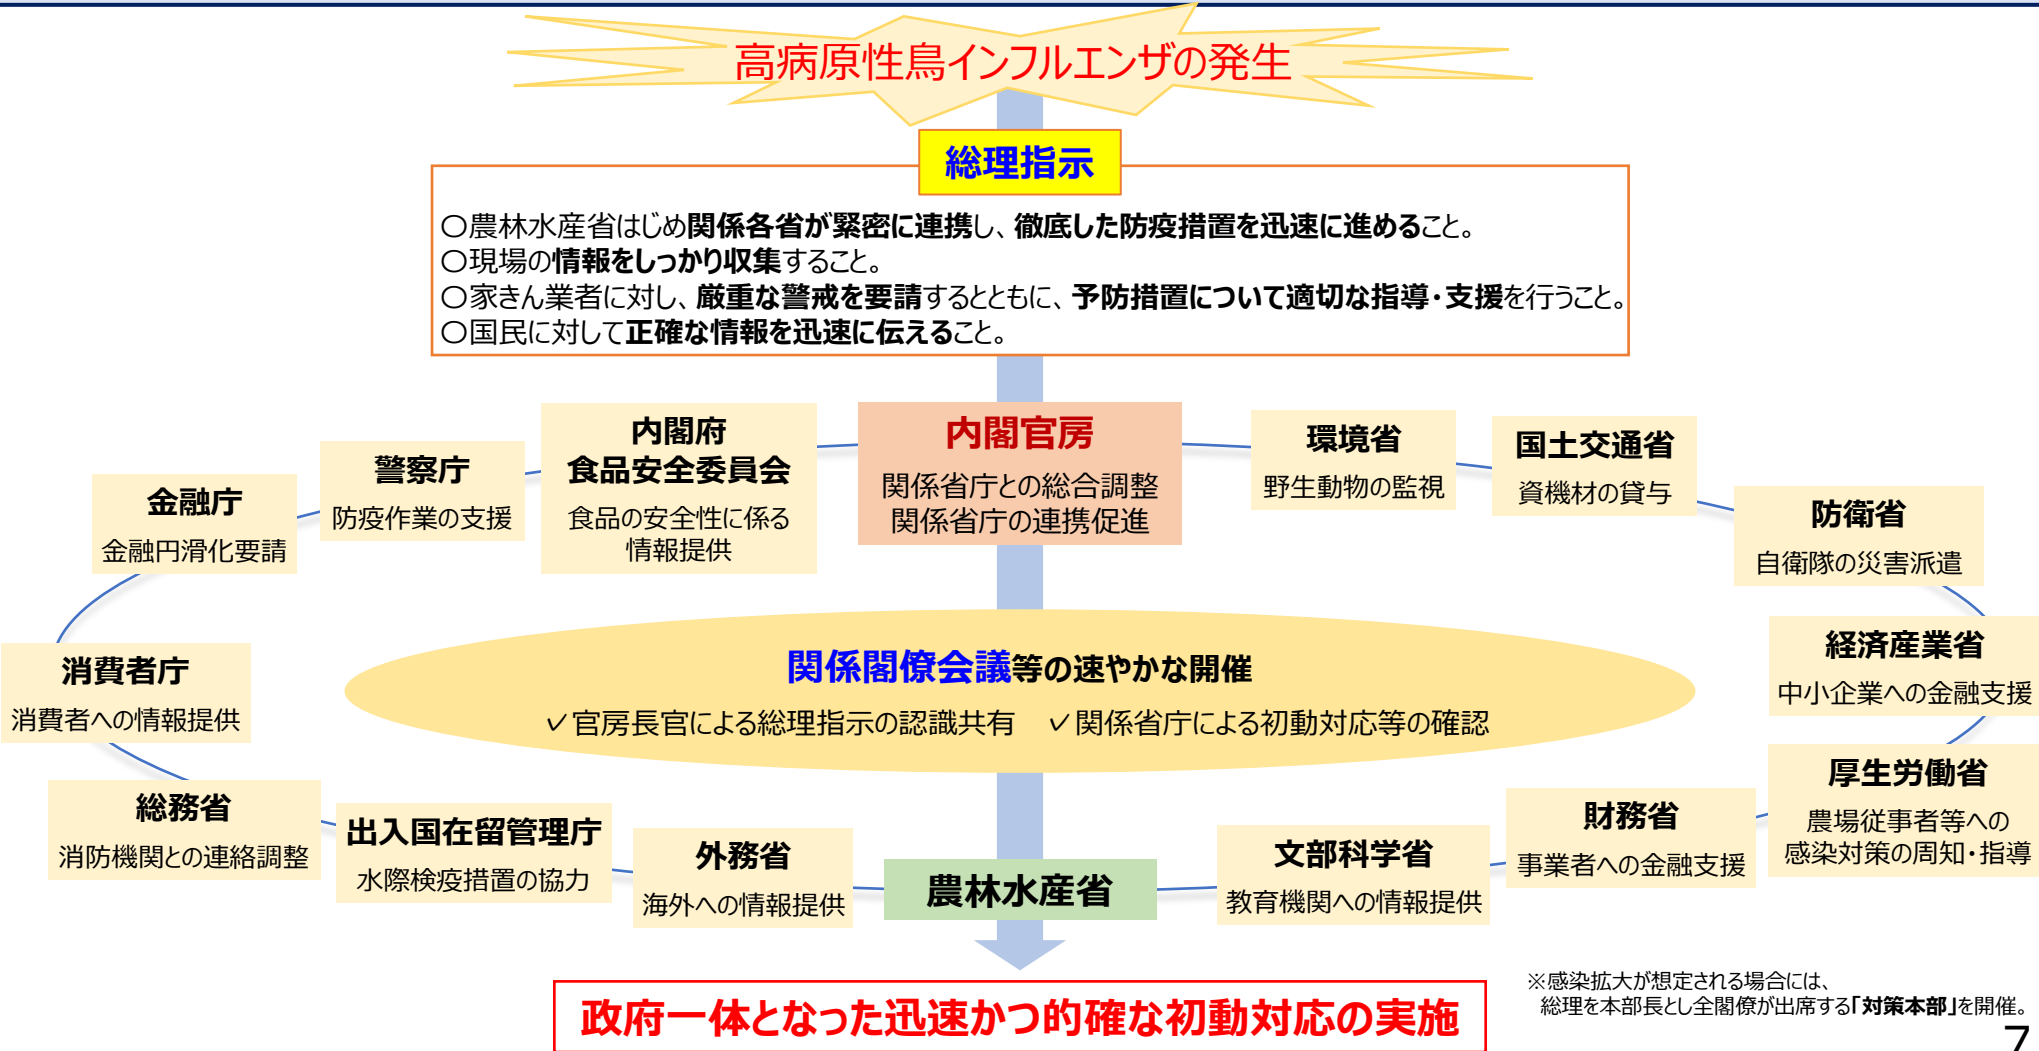 高病原性鳥インフルエンザの発生
総理指示
〇農林水産省はじめ関係各省が緊密に連携し、徹底した防疫措置を迅速に進めること。
〇現場の情報をしっかり収集すること。
〇家きん業者に対し、厳重な警戒を要請するとともに、予防措置について適切な指導・支援を行うこと。
〇国民に対して正確な情報を迅速に伝えること。
内閣官房
関係省庁との総合調整
関係省庁の連携促進
内閣府
食品安全委員会
食品の安全性に係る
情報提供
警察庁
防疫作業の支援
金融庁
金融円滑化要請
環境省
野生動物の監視
国土交通省
資機材の貸与
防衛省
自衛隊の災害派遣
関係閣僚会議等の速やかな開催
✓官房長官による総理指示の認識共有　✓関係省庁による初動対応等の確認
消費者庁
消費者への情報提供
経済産業省
中小企業への金融支援
総務省
消防機関との連絡調整
出入国在留管理庁
水際検疫措置の協力
外務省
海外への情報提供
農林水産省
文部科学省
教育機関への情報提供
財務省
事業者への金融支援
厚生労働省
農場従事者等への
感染対策の周知・指導
政府一体となった迅速かつ的確な初動対応の実施
※感染拡大が想定される場合には、
総理を本部長とし全閣僚が出席する「対策本部」を開催。
7